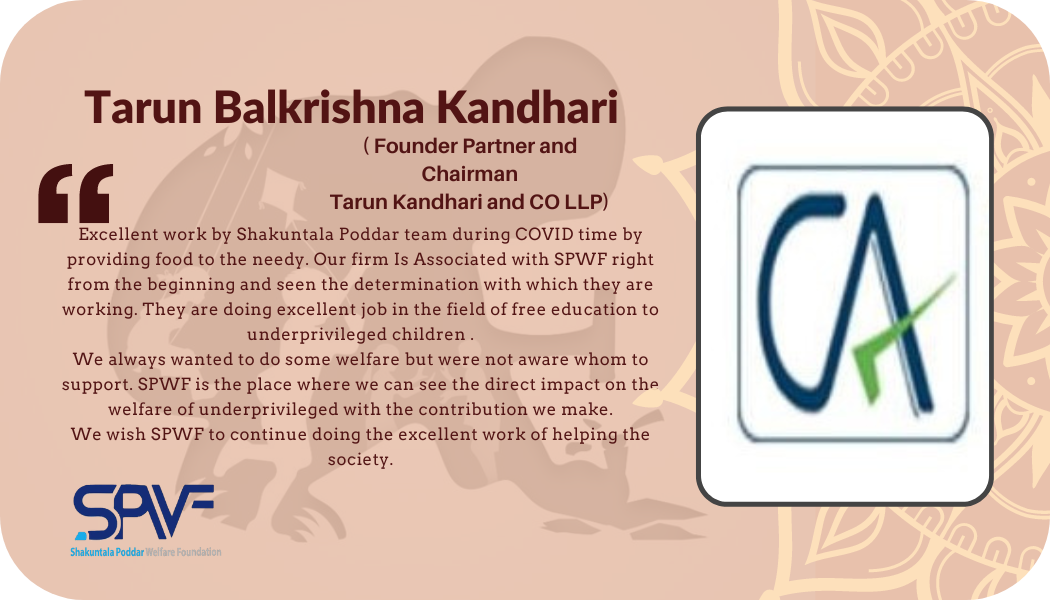 Tarun Balkrishna Kandhari
( Founder Partner and
Chairman
Tarun Kandhari and CO LLP)
“
Excellent work by Shakuntala Poddar team during COVID time by
providing food to the needy. Our firm Is Associated with SPWF right
from the beginning and seen the determination with which they are
working. They are doing excellent job in the field of free education to
underprivileged children .
We always wanted to do some welfare but were not aware whom to
support. SPWF is the place where we can see the direct impact on the
welfare of underprivileged with the contribution we make.
We wish SPWF to continue doing the excellent work of helping the
society.
SPWF
Shakuntala Poddar Welfare Foundation
CA